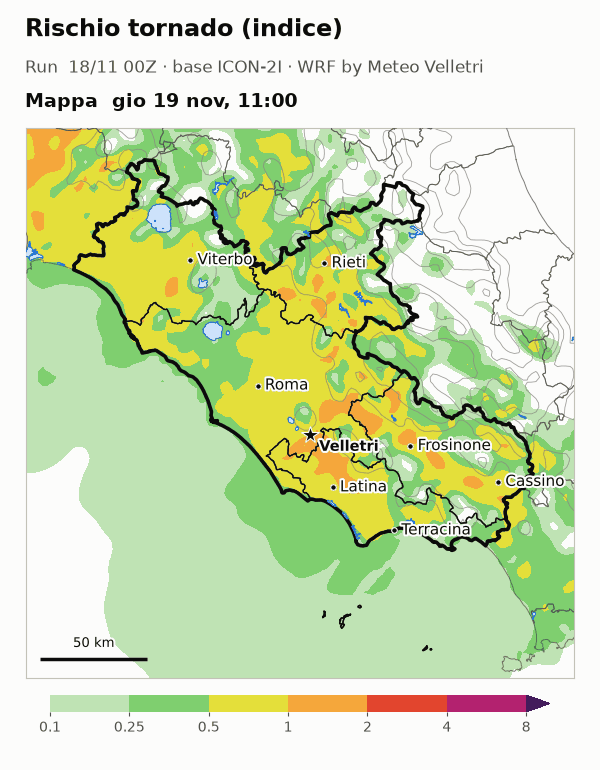 Rischio tornado (indice)
Run  18/11 00Z · base ICON-2I · WRF by Meteo Velletri
Mappa  gio 19 nov, 11:00
Viterbo
Rieti
Roma
Velletri
Frosinone
Cassino
Latina
Terracina
50 km
0.1 0.25 0.5 1 2 4 8